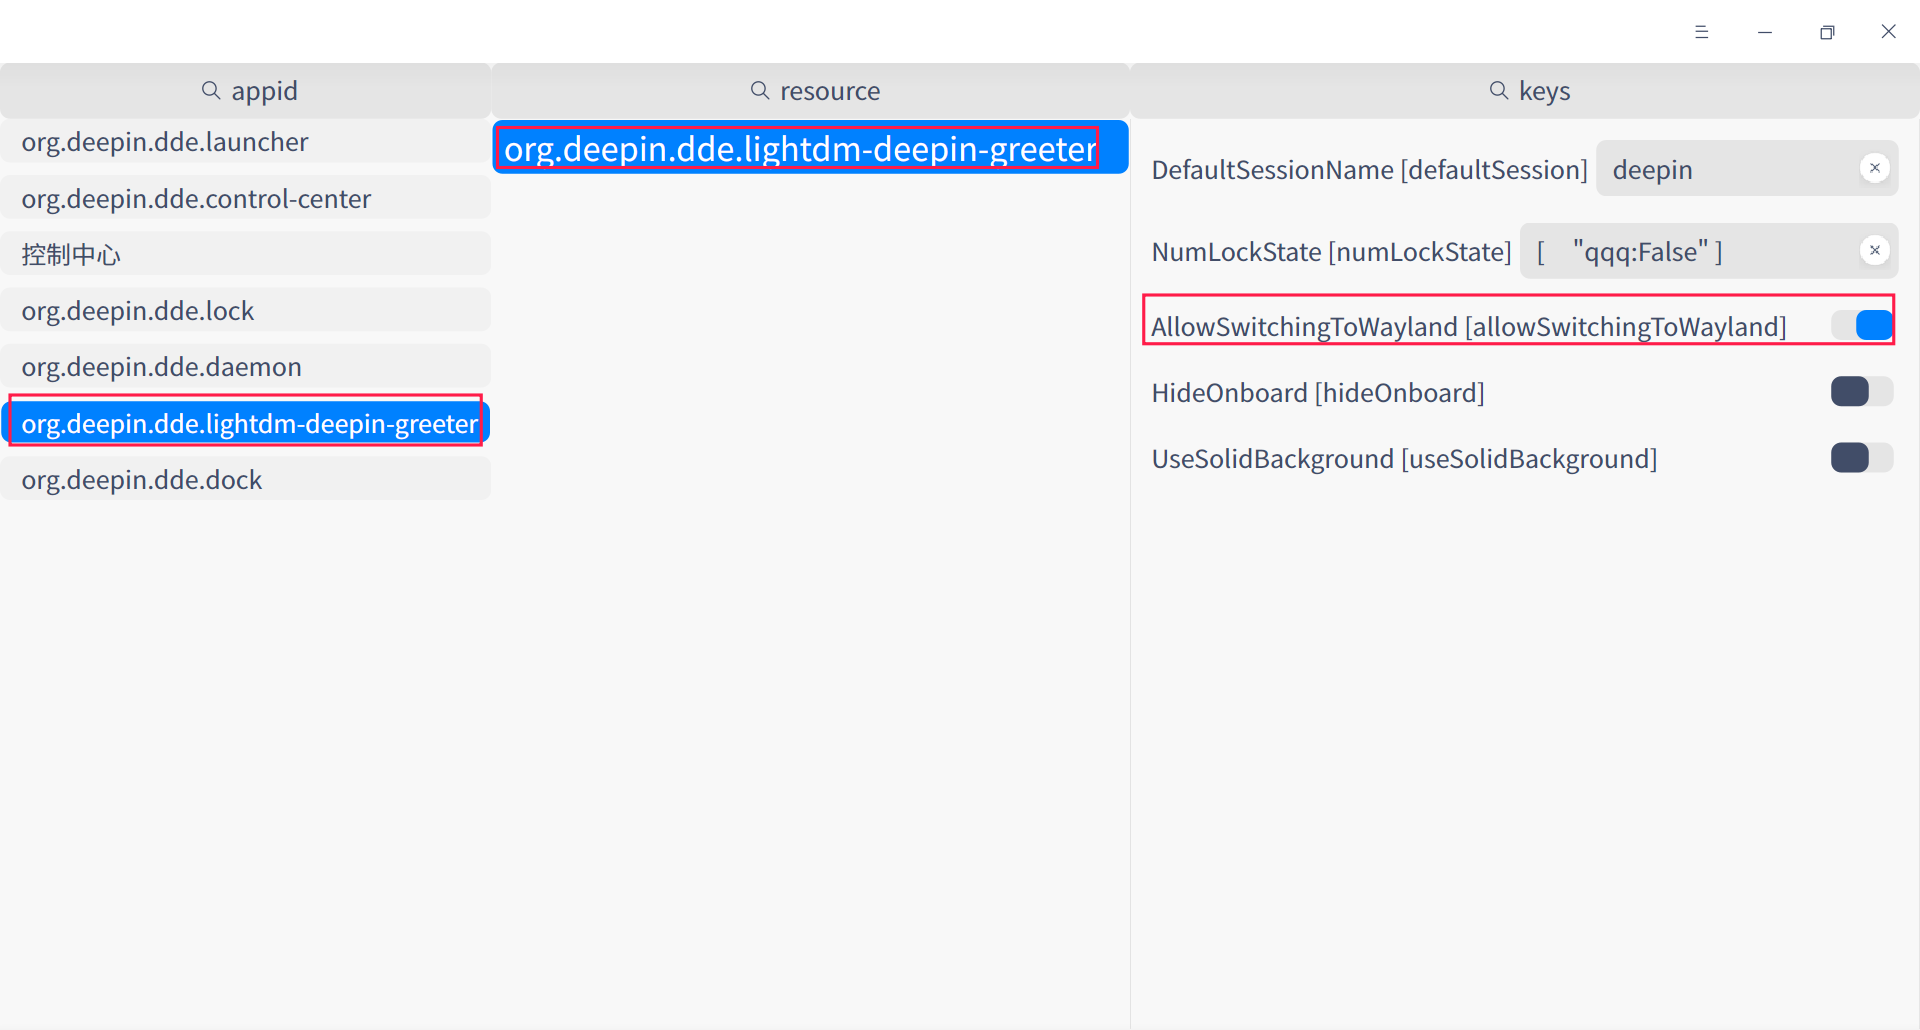 appid
org.deepin.dde.launcher
org.deepin.dde.control-center
控制中心
org.deepin.dde.lock
org.deepin.dde.daemon
org.deepin.dde.lightdm-deepin-greeter
org.deepin.dde.dock
resource
org.deepin.dde.lightdm-deepin-greeter
keys
DefaultSessionName [defaultSession] deepin
NumLockState [numLockState] [ "qqq:False" ]
AllowSwitchingToWayland [allowSwitchingToWayland]
HideOnboard [hideOnboard]
UseSolidBackground [useSolidBackground]